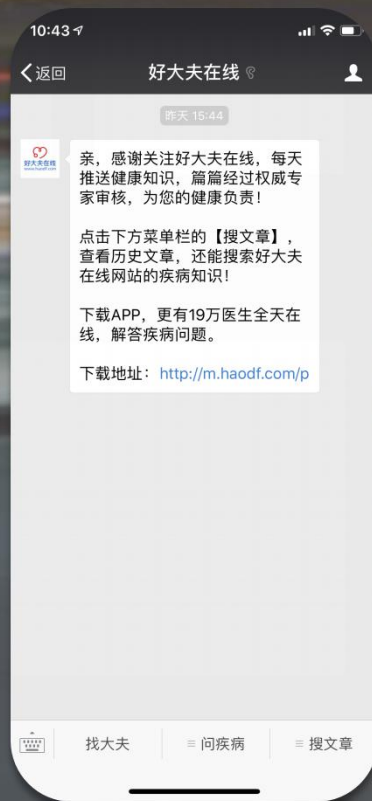 10:43
返回
好大夫在线
昨天 15:44
好大夫在线
www.haodf.com
亲，感谢关注好大夫在线，每天
推送健康知识，篇篇经过权威专
家审核，为您的健康负责！
点击下方菜单栏的【搜文章】，
查看历史文章，还能搜索好大夫
在线网站的疾病知识！
下载APP，更有19万医生全天在
线，解答疾病问题。
下载地址：http://m.haodf.com/p
找大夫
问疾病
搜文章